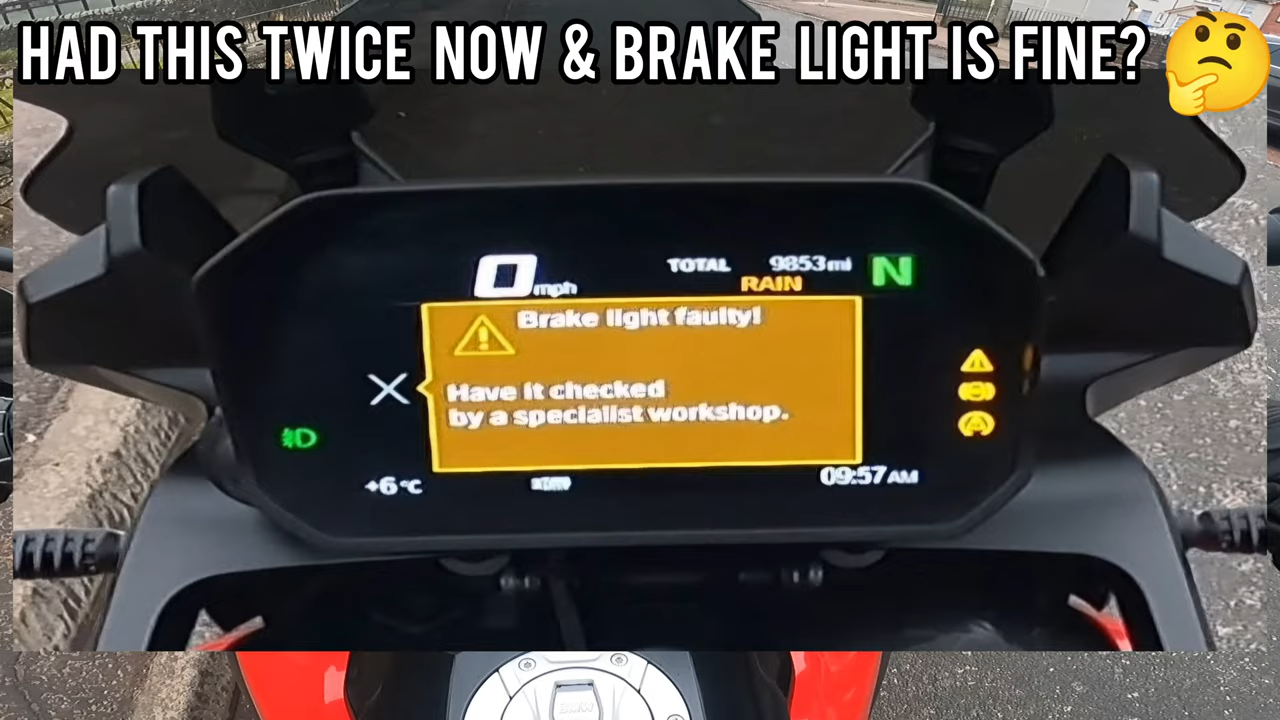 HAD THIS TWICE NOW & BRAKE LIGHT IS FINE?
0 mph
TOTAL 9853 mi
N
RAIN
Brake light faulty!
Have it checked
by a specialist workshop.
+6°C
09:57 AM
BMW